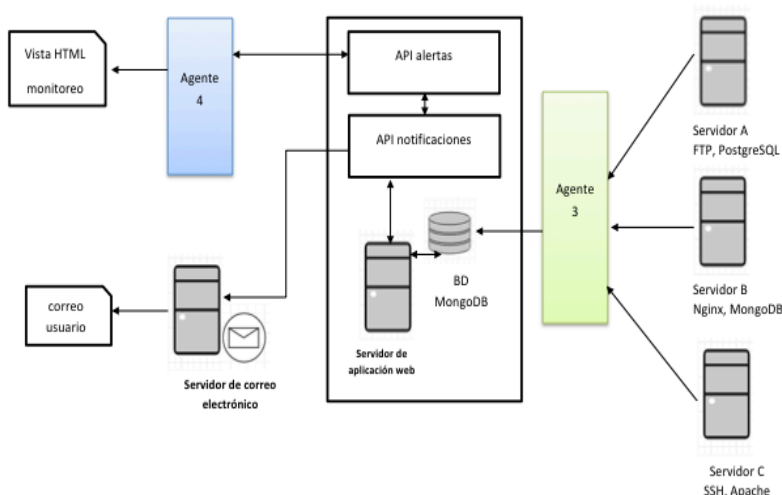 Vista HTML
monitoreo
Agente
4
API alertas
API notificaciones
Servidor A
FTP, PostgreSQL
Agente
3
BD
MongoDB
Servidor B
Nginx, MongoDB
correo
usuario
Servidor de
aplicación web
Servidor de correo
electrónico
Servidor C
SSH, Apache